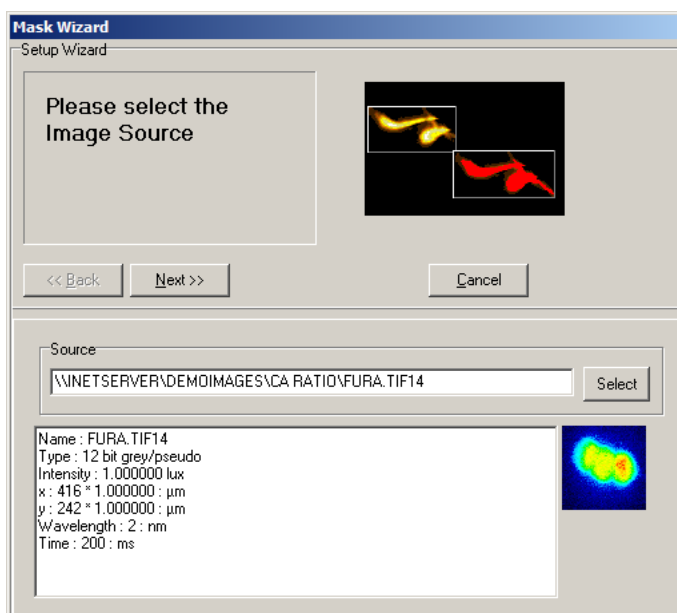 Mask Wizard
Setup Wizard
Please select the
Image Source
<< Back
Next >>
Cancel
Source
\\INETSERVER\DEMOIMAGES\CA RATIO\FURA.TIF14
Select
Name : FURA.TIF14
Type : 12 bit grey/pseudo
Intensity : 1.000000 lux
x : 416 * 1.000000 : µm
y : 242 * 1.000000 : µm
Wavelength : 2 : nm
Time : 200 : ms